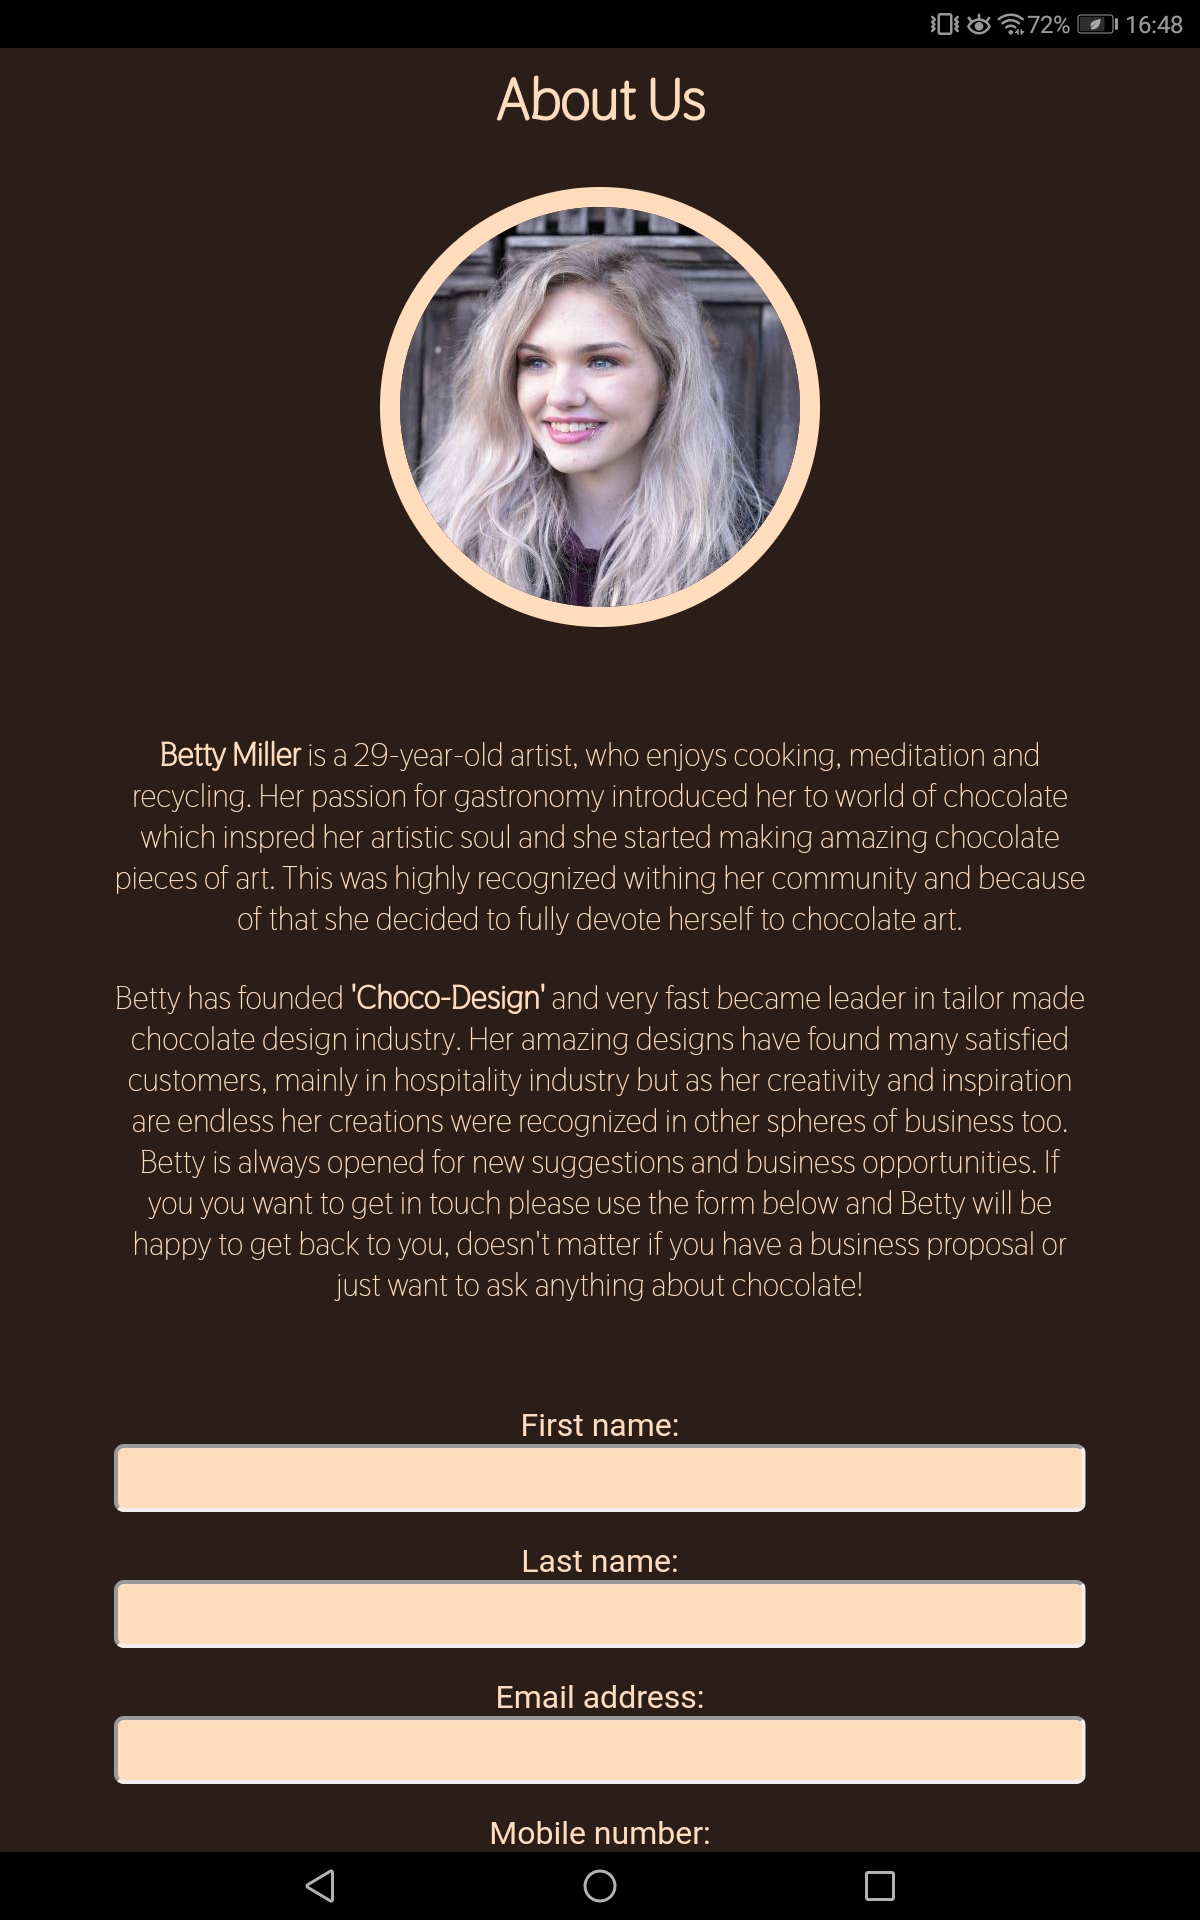 72% 16:48
About Us
Betty Miller is a 29-year-old artist, who enjoys cooking, meditation and
recycling. Her passion for gastronomy introduced her to world of chocolate
which inspred her artistic soul and she started making amazing chocolate
pieces of art. This was highly recognized withing her community and because
of that she decided to fully devote herself to chocolate art.
Betty has founded 'Choco-Design' and very fast became leader in tailor made
chocolate design industry. Her amazing designs have found many satisfied
customers, mainly in hospitality industry but as her creativity and inspiration
are endless her creations were recognized in other spheres of business too.
Betty is always opened for new suggestions and business opportunities. If
you you want to get in touch please use the form below and Betty will be
happy to get back to you, doesn't matter if you have a business proposal or
just want to ask anything about chocolate!
First name:
Last name:
Email address:
Mobile number: